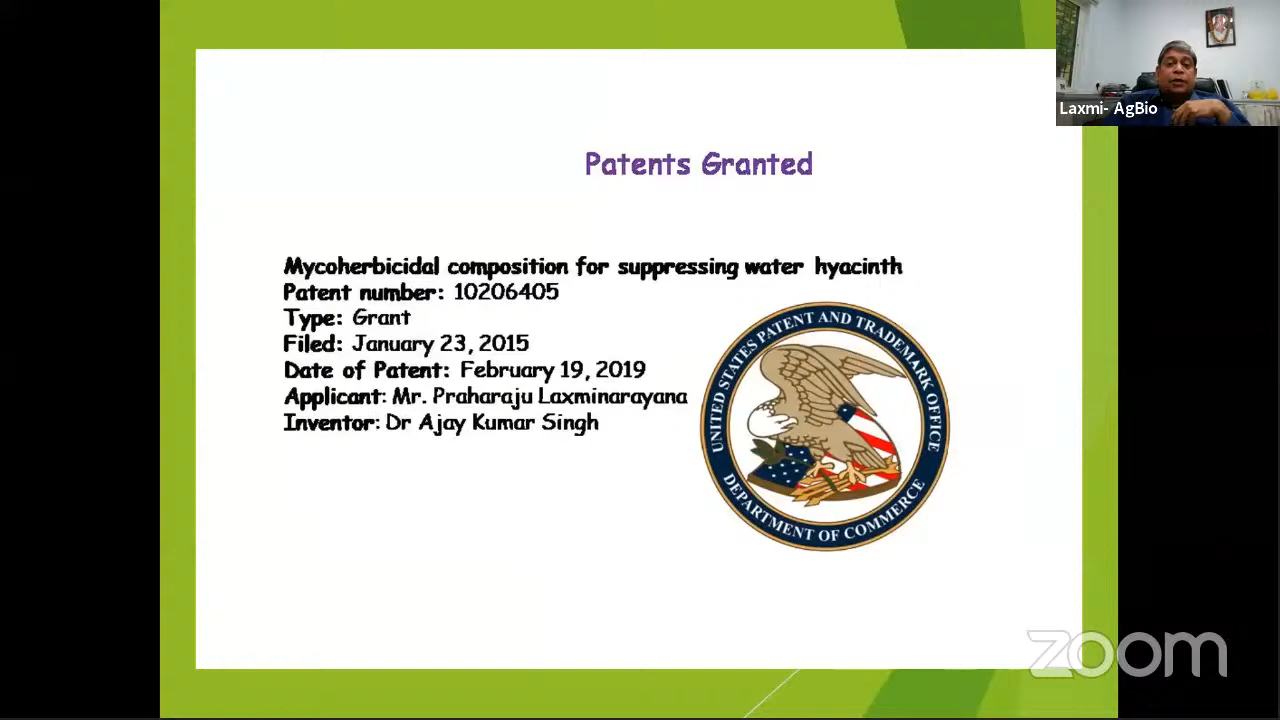 Laxmi- AgBio
Patents Granted
Mycoherbicidal composition for suppressing water hyacinth
Patent number: 10206405
Type: Grant
Filed: January 23, 2015
Date of Patent: February 19, 2019
Applicant: Mr. Praharaju Laxminarayana
Inventor: Dr Ajay Kumar Singh
UNITED STATES PATENT AND TRADEMARK OFFICE
DEPARTMENT OF COMMERCE
zoom